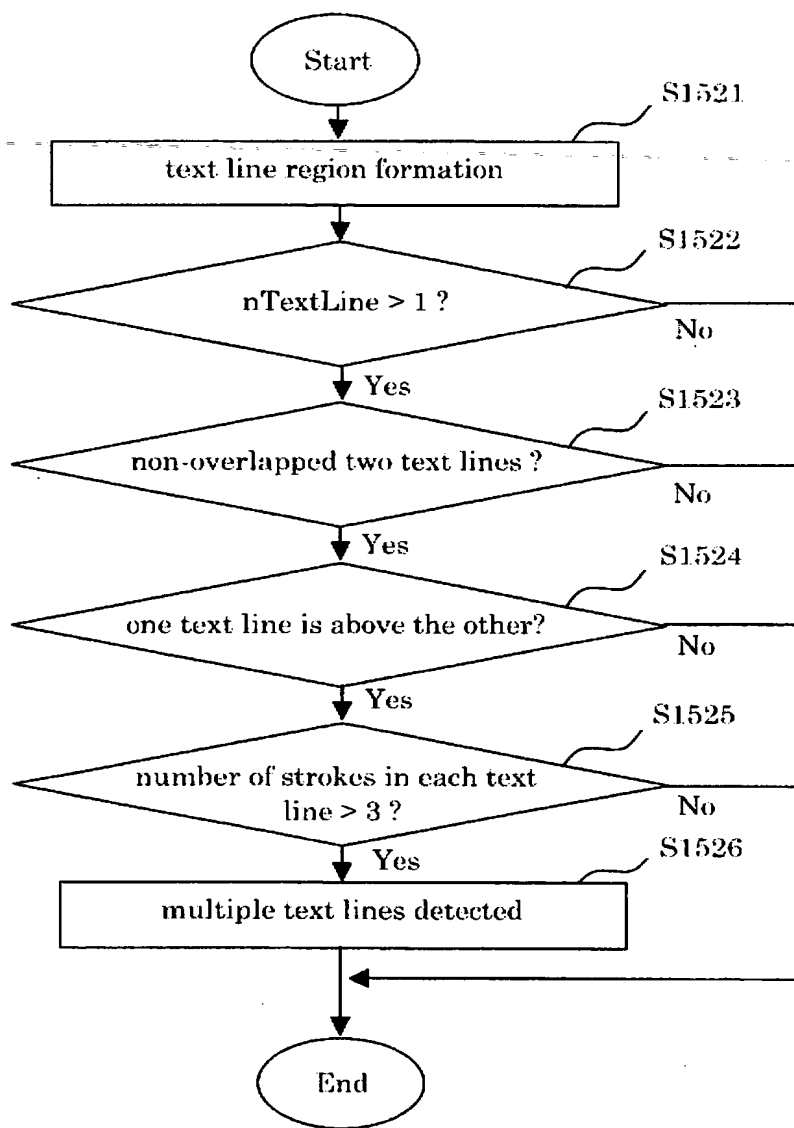 Start
S1521
text line region formation
S1522
nTextLine > 1 ?
No
Yes
S1523
non-overlapped two text lines ?
No
Yes
S1524
one text line is above the other?
No
Yes
S1525
number of strokes in each text
line > 3 ?
No
Yes
S1526
multiple text lines detected
End